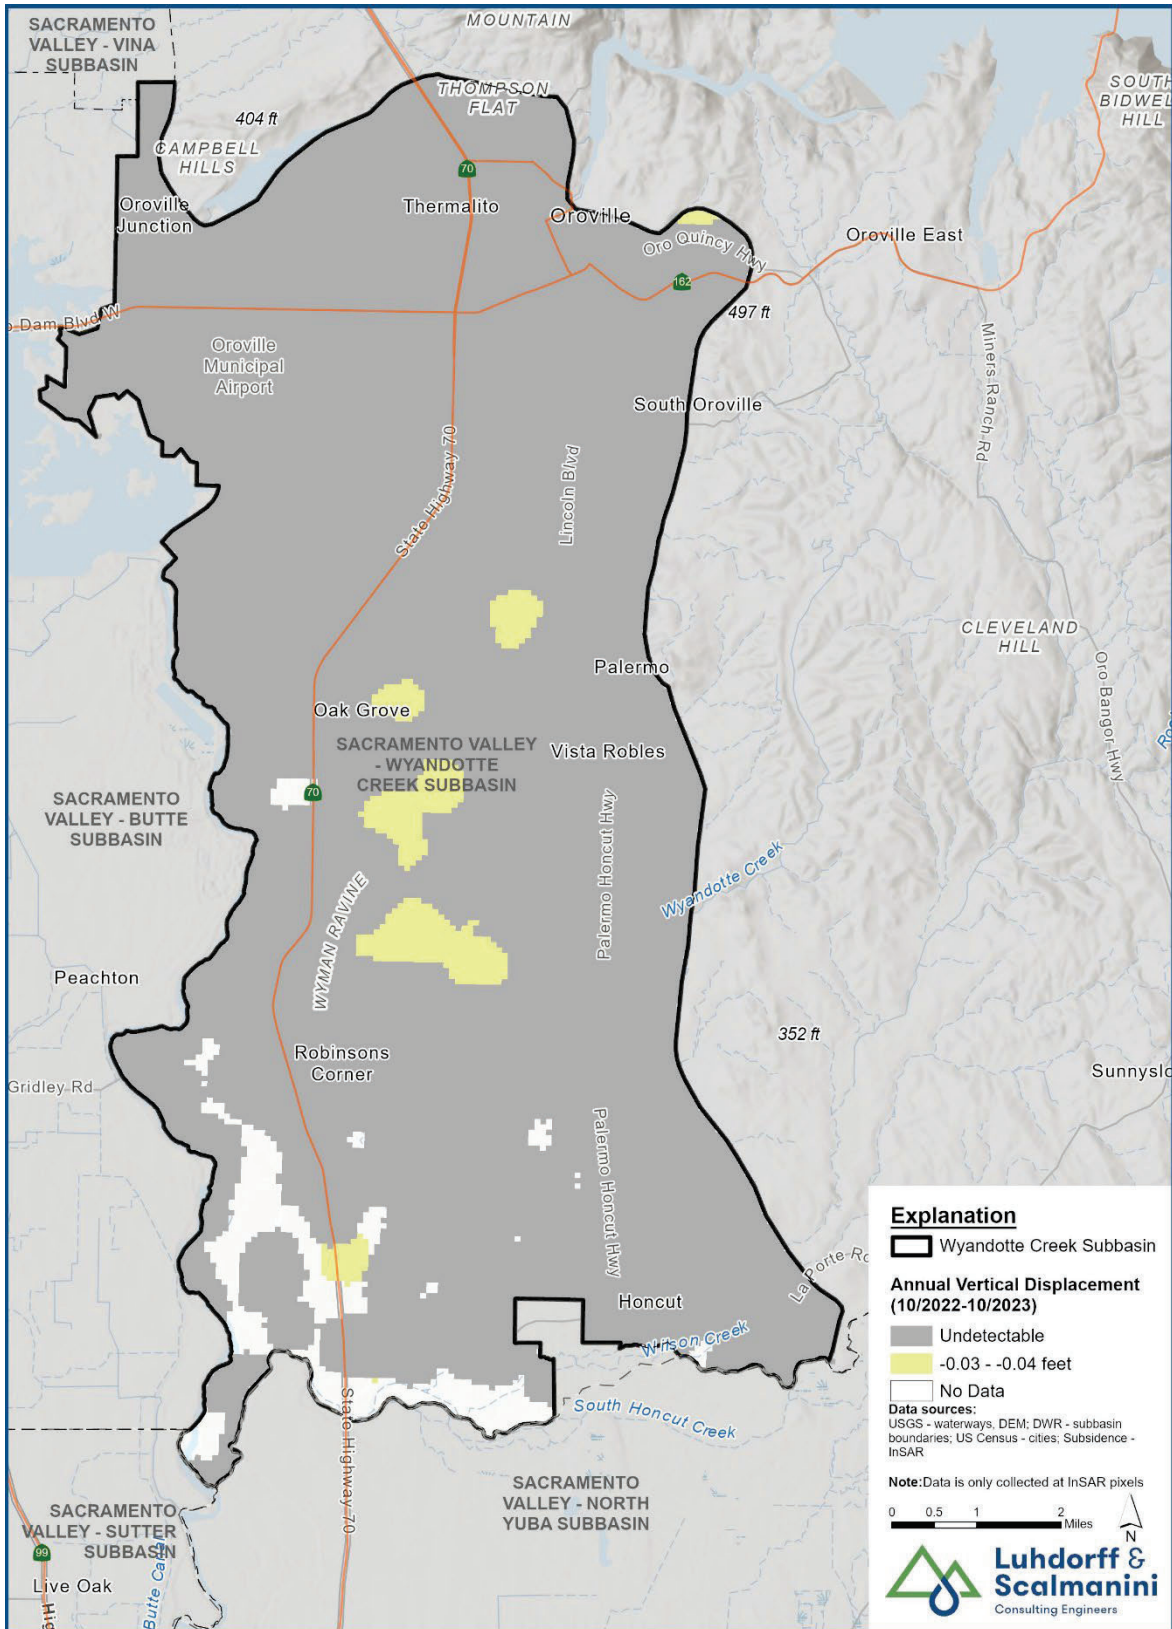 SACRAMENTO
VALLEY - VINA
SUBBASIN
MOUNTAIN
THOMPSON
FLAT
SOUTH
BIDWEL
HILL
404 ft
CAMPBELL
HILLS
70
Oroville
Junction
Thermalito
Oroville
Oro Quincy Hwy
Oroville East
162
o Dam Blvd W
497 ft
Oroville
Municipal
Airport
Miners Ranch Rd
South Oroville
State Highway 70
Lincoln Blvd
CLEVELAND
HILL
Palermo
Oro Bangor Hwy
Oak Grove
SACRAMENTO VALLEY
- WYANDOTTE
CREEK SUBBASIN
Vista Robles
70
SACRAMENTO
VALLEY - BUTTE
SUBBASIN
Palermo Honcut Hwy
Wyandotte Creek
WYMAN RAVINE
Peachton
352 ft
Robinsons
Corner
Gridley Rd
Sunnyslo
Palermo Honcut Hwy
La Porte Rd
Honcut
Wilson Creek
South Honcut Creek
State Highway 70
SACRAMENTO
VALLEY - NORTH
YUBA SUBBASIN
SACRAMENTO
VALLEY - SUTTER
SUBBASIN
99
Live Oak
Butte Canal
Hig
Explanation
Wyandotte Creek Subbasin
Annual Vertical Displacement
(10/2022-10/2023)
Undetectable
-0.03 - -0.04 feet
No Data
Data sources:
USGS - waterways, DEM; DWR - subbasin
boundaries; US Census - cities; Subsidence -
InSAR
Note:Data is only collected at InSAR pixels
0 0.5 1 2
Miles
N
Luhdorff &
Scalmanini
Consulting Engineers